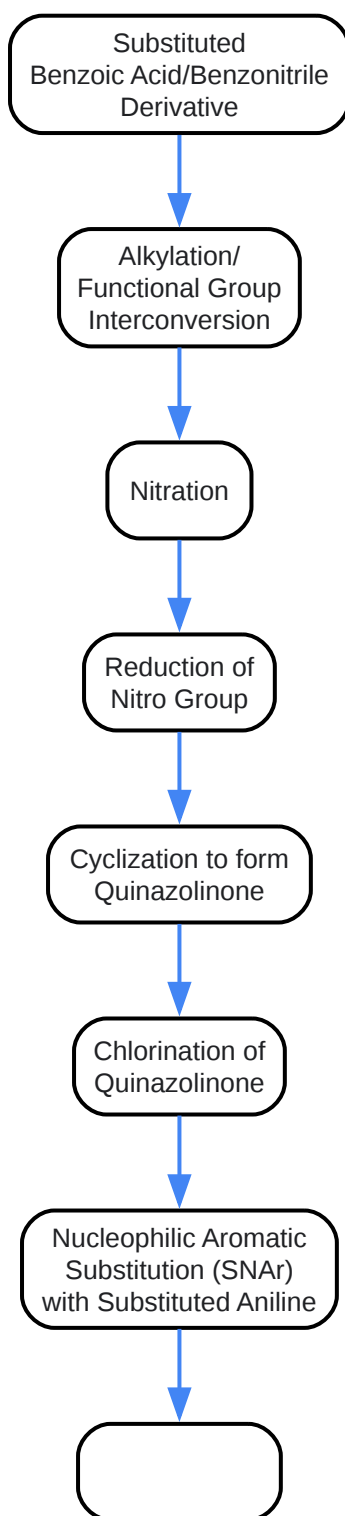 Substituted
Benzoic Acid/Benzonitrile
Derivative
Alkylation/
Functional Group
Interconversion
Nitration
Reduction of
Nitro Group
Cyclization to form
Quinazolinone
Chlorination of
Quinazolinone
Nucleophilic Aromatic
Substitution (SNAr)
with Substituted Aniline